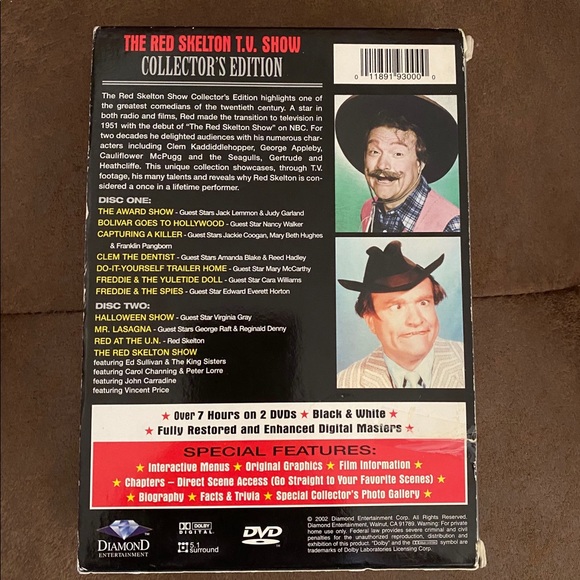 THE RED SKELTON T.V. SHOW
COLLECTOR'S EDITION
0 11891 93000 0
The Red Skelton Show Collector's Edition highlights one of
the greatest comedians of the twentieth century. A star in
both radio and films, Red made the transition to television in
1951 with the debut of "The Red Skelton Show" on NBC. For
two decades he delighted audiences with his numerous char-
acters including Clem Kaddiddlehopper, George Appleby,
Cauliflower McPugg and the Seagulls, Gertrude and
Heathcliffe. This unique collection showcases, through T.V.
footage, his many talents and reveals why Red Skelton is con-
sidered a once in a lifetime performer.
DISC ONE:
THE AWARD SHOW - Guest Stars Jack Lemmon & Judy Garland
BOLIVAR GOES TO HOLLYWOOD - Guest Star Nancy Walker
CAPTURING A KILLER - Guest Stars Jackie Coogan, Mary Beth Hughes
& Franklin Pangborn
CLEM THE DENTIST - Guest Stars Amanda Blake & Reed Hadley
DO-IT-YOURSELF TRAILER HOME - Guest Star Mary McCarthy
FREDDIE & THE YULETIDE DOLL - Guest Star Cara Williams
FREDDIE & THE SPIES - Guest Star Edward Everett Horton
DISC TWO:
HALLOWEEN SHOW - Guest Star Virginia Gray
MR. LASAGNA - Guest Stars George Raft & Reginald Denny
RED AT THE U.N. - Red Skelton
THE RED SKELTON SHOW
featuring Ed Sullivan & The King Sisters
featuring Carol Channing & Peter Lorre
featuring John Carradine
featuring Vincent Price
★ Over 7 Hours on 2 DVDs ★ Black & White ★
★ Fully Restored and Enhanced Digital Masters ★
SPECIAL FEATURES:
★ Interactive Menus ★ Original Graphics ★ Film Information ★
★ Chapters – Direct Scene Access (Go Straight to Your Favorite Scenes) ★
★ Biography ★ Facts & Trivia ★ Special Collector's Photo Gallery ★
DIAMOND
ENTERTAINMENT
DOLBY
DIGITAL
5.1
Surround
DVD
© 2002 Diamond Entertainment Corp. All Rights Reserved.
Diamond Entertainment, Walnut, CA 91789. Warning: For private
home use only. Federal law provides severe criminal and civil
penalties for the unauthorized reproduction, distribution and
exhibition of this product. "Dolby" and the symbol are
trademarks of Dolby Laboratories Licensing Corp.